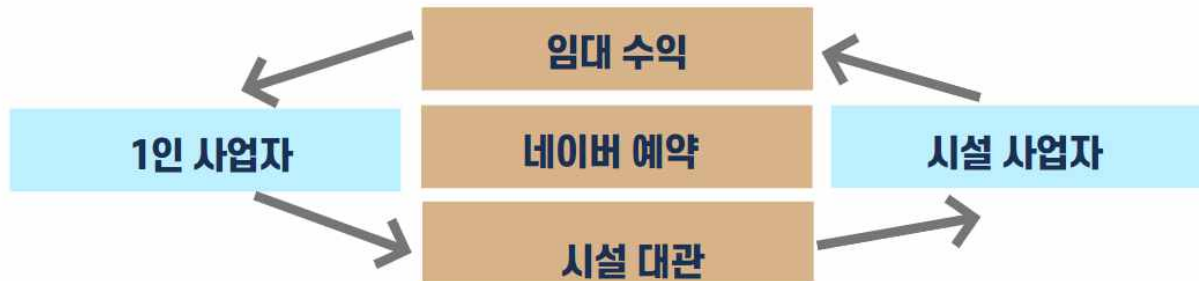 임대 수익
1인 사업자
네이버 예약
시설 사업자
시설 대관